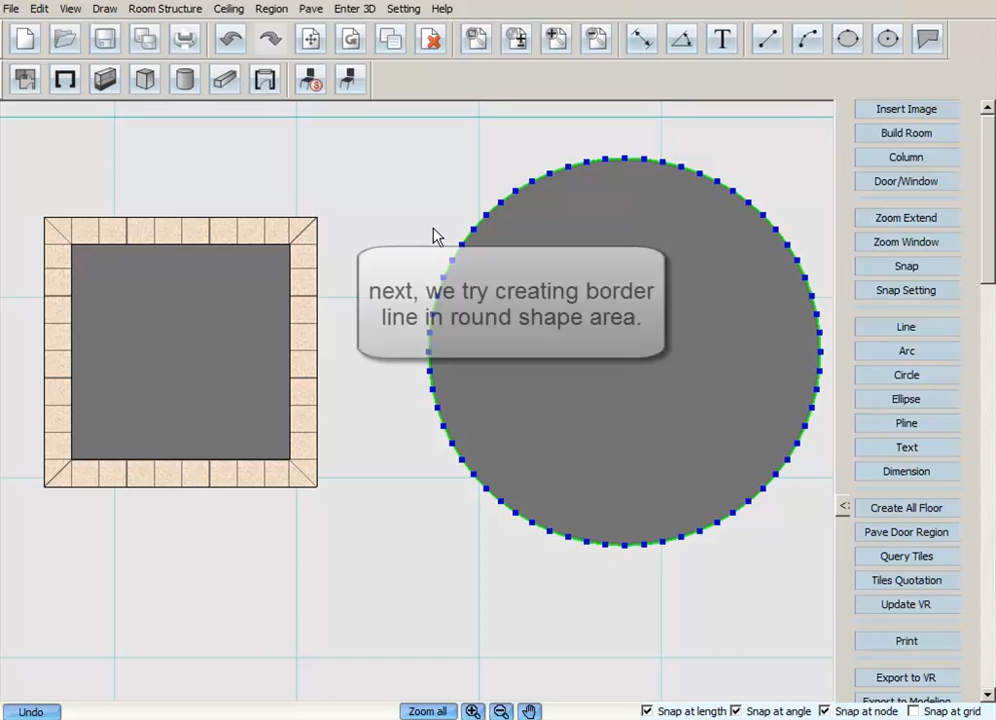 File Edit View Draw Room Structure Ceiling Region Pave Enter 3D Setting Help
T
$
Insert Image
Build Room
Column
Door/Window
Zoom Extend
Zoom Window
Snap
Snap Setting
Line
Arc
Circle
Ellipse
Pline
Text
Dimension
Create All Floor
Pave Door Region
Query Tiles
Tiles Quotation
Update VR
Print
Export to VR
Export to Modeling
next, we try creating border
line in round shape area.
<:
Undo Zoom all Snap at length Snap at angle Snap at node Snap at grid